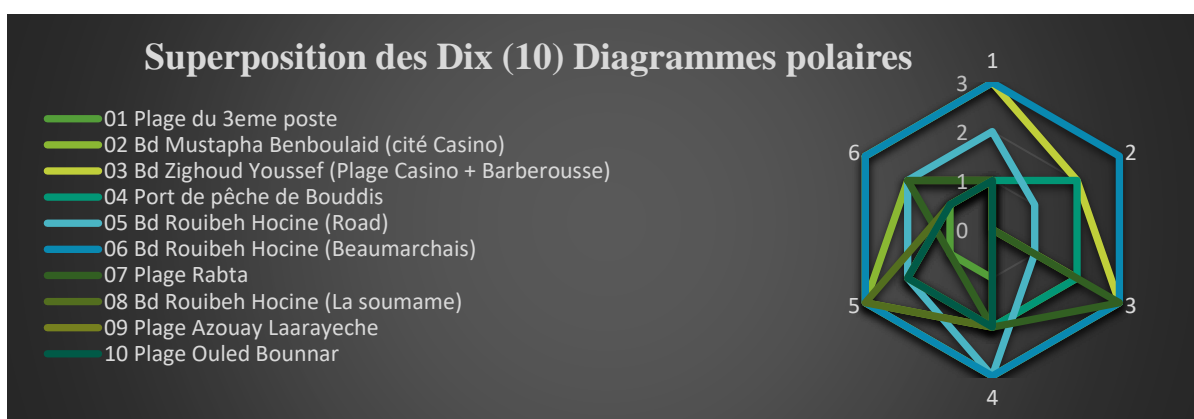 Superposition des Dix (10) Diagrammes polaires
01 Plage du 3eme poste
02 Bd Mustapha Benboulaid (cité Casino)
03 Bd Zighoud Youssef (Plage Casino + Barberousse)
04 Port de pêche de Bouddis
05 Bd Rouibeh Hocine (Road)
06 Bd Rouibeh Hocine (Beaumarchais)
07 Plage Rabta
08 Bd Rouibeh Hocine (La soumame)
09 Plage Azouay Laarayeche
10 Plage Ouled Bounnar
1
3
2
6
2
1
0
5
3
4